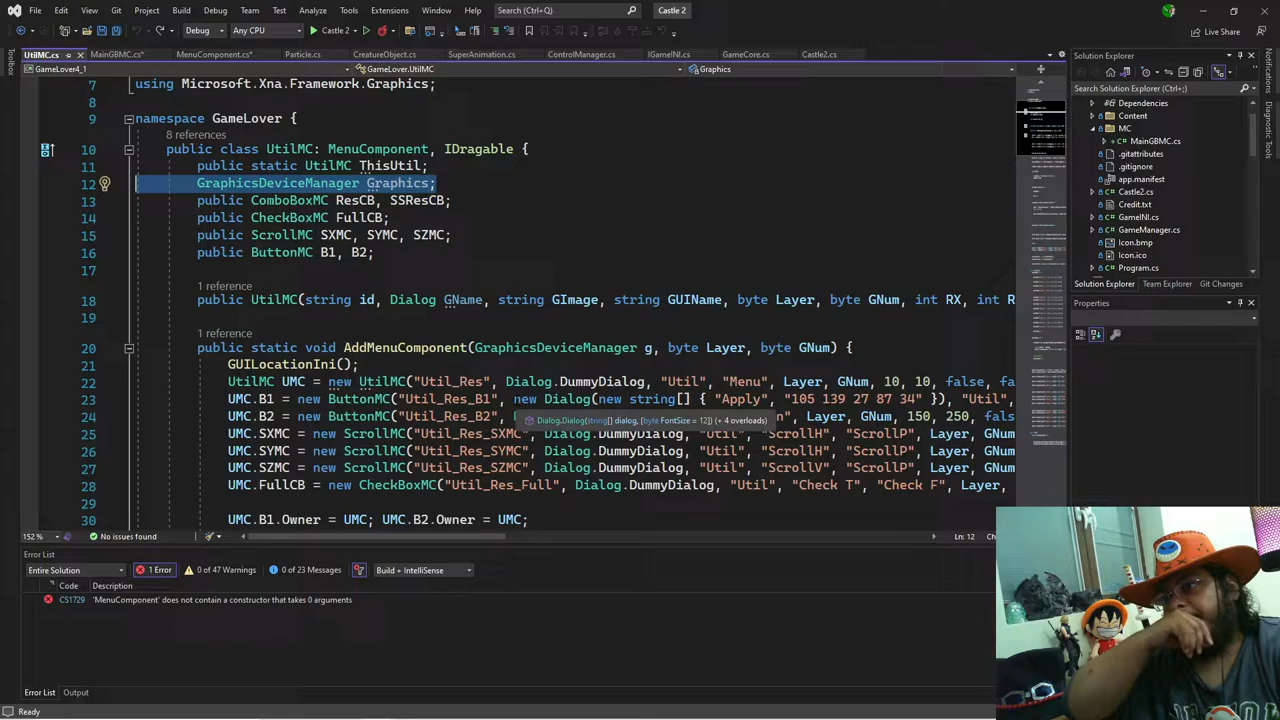 File Edit View Git Project Build Debug Test Analyze Tools Extensions Window Help Search (Ctrl+Q) Castle 2
Debug Any CPU Castle 2 Live Share
UtilMC.cs MainGBMC.cs* MenuComponent.cs* Particle.cs CreatureObject.cs SuperAnimation.cs ControlManager.cs IGameINI.cs GameCore.cs Castle2.cs
GameLover4_1 GameLover.UtilMC Graphics
7 using Microsoft.Xna.Framework.Graphics;
8
9 namespace GameLover {
8 references
10 public class UtilMC: MenuComponent, IDragable {
11 public static UtilMC ThisUtil;
12 GraphicsDeviceManager Graphics;
13 public ComboBoxMC ResCB, SSResCB;
14 public CheckBoxMC FullCB;
15 public ScrollMC SXMC, SYMC, SZMC;
16 public ButtonMC B1, B2;
17
1 reference
18 public UtilMC(string id, Dialog GName, string GImage, string GUIName, byte Layer, byte GNum, int RX, int R
19
1 reference
20 public static void AddMenuComponent(GraphicsDeviceManager g, byte Layer, byte GNum) {
21 GUILocationIni();
22 UtilMC UMC = new UtilMC("Util_Res", Dialog.DummyDialog, "Util", "Menu", Layer, GNum, 10, 10, false, fa
23 UMC.B1 = new ButtonMC("Util_Res_B1", new Dialog(new string[] { "Apply", "105 139 27 87 34" }), "Util",
24 UMC.B2 = new ButtonMC("Util_Res_B2", Layer, GNum, 150, 250, false
Dialog.Dialog(string[] dialog, [byte FontSize = 12]) (+ 4 overloads)
25 UMC.SXMC = new ScrollMC("Util_Res_SXMC", Dialog.DummyDialog, "Util", "ScrollH", "ScrollP", Layer, GNum
26 UMC.SYMC = new ScrollMC("Util_Res_SYMC", Dialog.DummyDialog, "Util", "ScrollH", "ScrollP", Layer, GNum
27 UMC.SZMC = new ScrollMC("Util_Res_SZMC", Dialog.DummyDialog, "Util", "ScrollV", "ScrollP", Layer, GNum
28 UMC.FullCB = new CheckBoxMC("Util_Res_Full", Dialog.DummyDialog, "Util", "Check T", "Check F", Layer,
29
30 UMC.B1.Owner = UMC; UMC.B2.Owner = UMC;
152 % No issues found Ln: 12
Error List
Entire Solution 1 Error 0 of 47 Warnings 0 of 23 Messages Build + IntelliSense
Code Description
CS1729 'MenuComponent' does not contain a constructor that takes 0 arguments
Error List Output
Ready
Toolbox
Solution Explorer
Search Solution Explorer (Ctrl+;)
Dependencies
Content
MC
MainGBMC.cs
.gitattributes
.gitignore
app.manifest
Castle2.cs
Credit.txt
GameINI.cs
GameManager.cs
Icon.bmp
Icon.ico
Program.cs
Solution Explorer Team Explorer Git Changes
Properties
Notifications
Diagnostic Tools